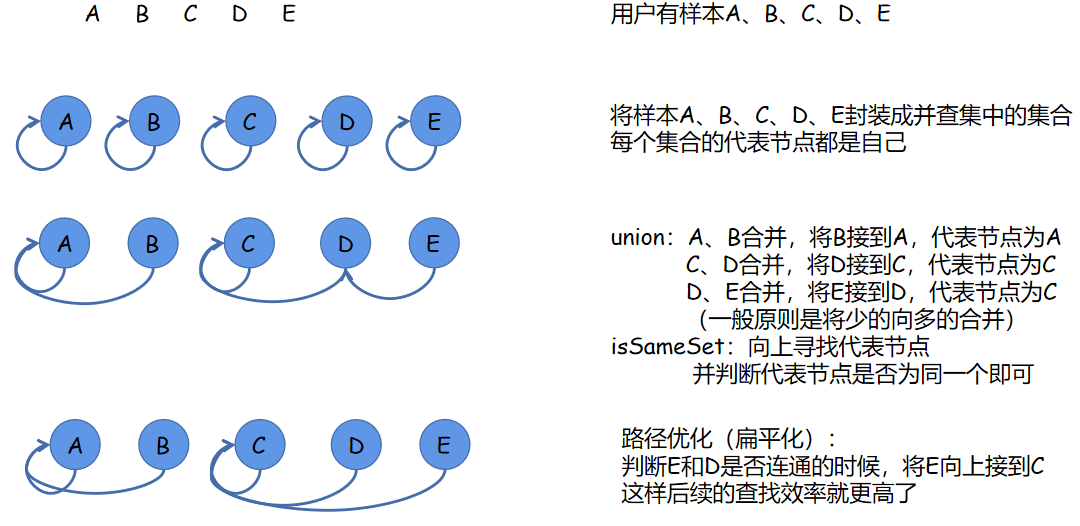 A B C D E
用户有样本A、B、C、D、E
A B C D E
将样本A、B、C、D、E封装成并查集中的集合
每个集合的代表节点都是自己
A B C D E
union：A、B合并，将B接到A，代表节点为A
C、D合并，将D接到C，代表节点为C
D、E合并，将E接到D，代表节点为C
（一般原则是将少的向多的合并）
isSameSet：向上寻找代表节点
并判断代表节点是否为同一个即可
A B C D E
路径优化（扁平化）：
判断E和D是否连通的时候，将E向上接到C
这样后续的查找效率就更高了